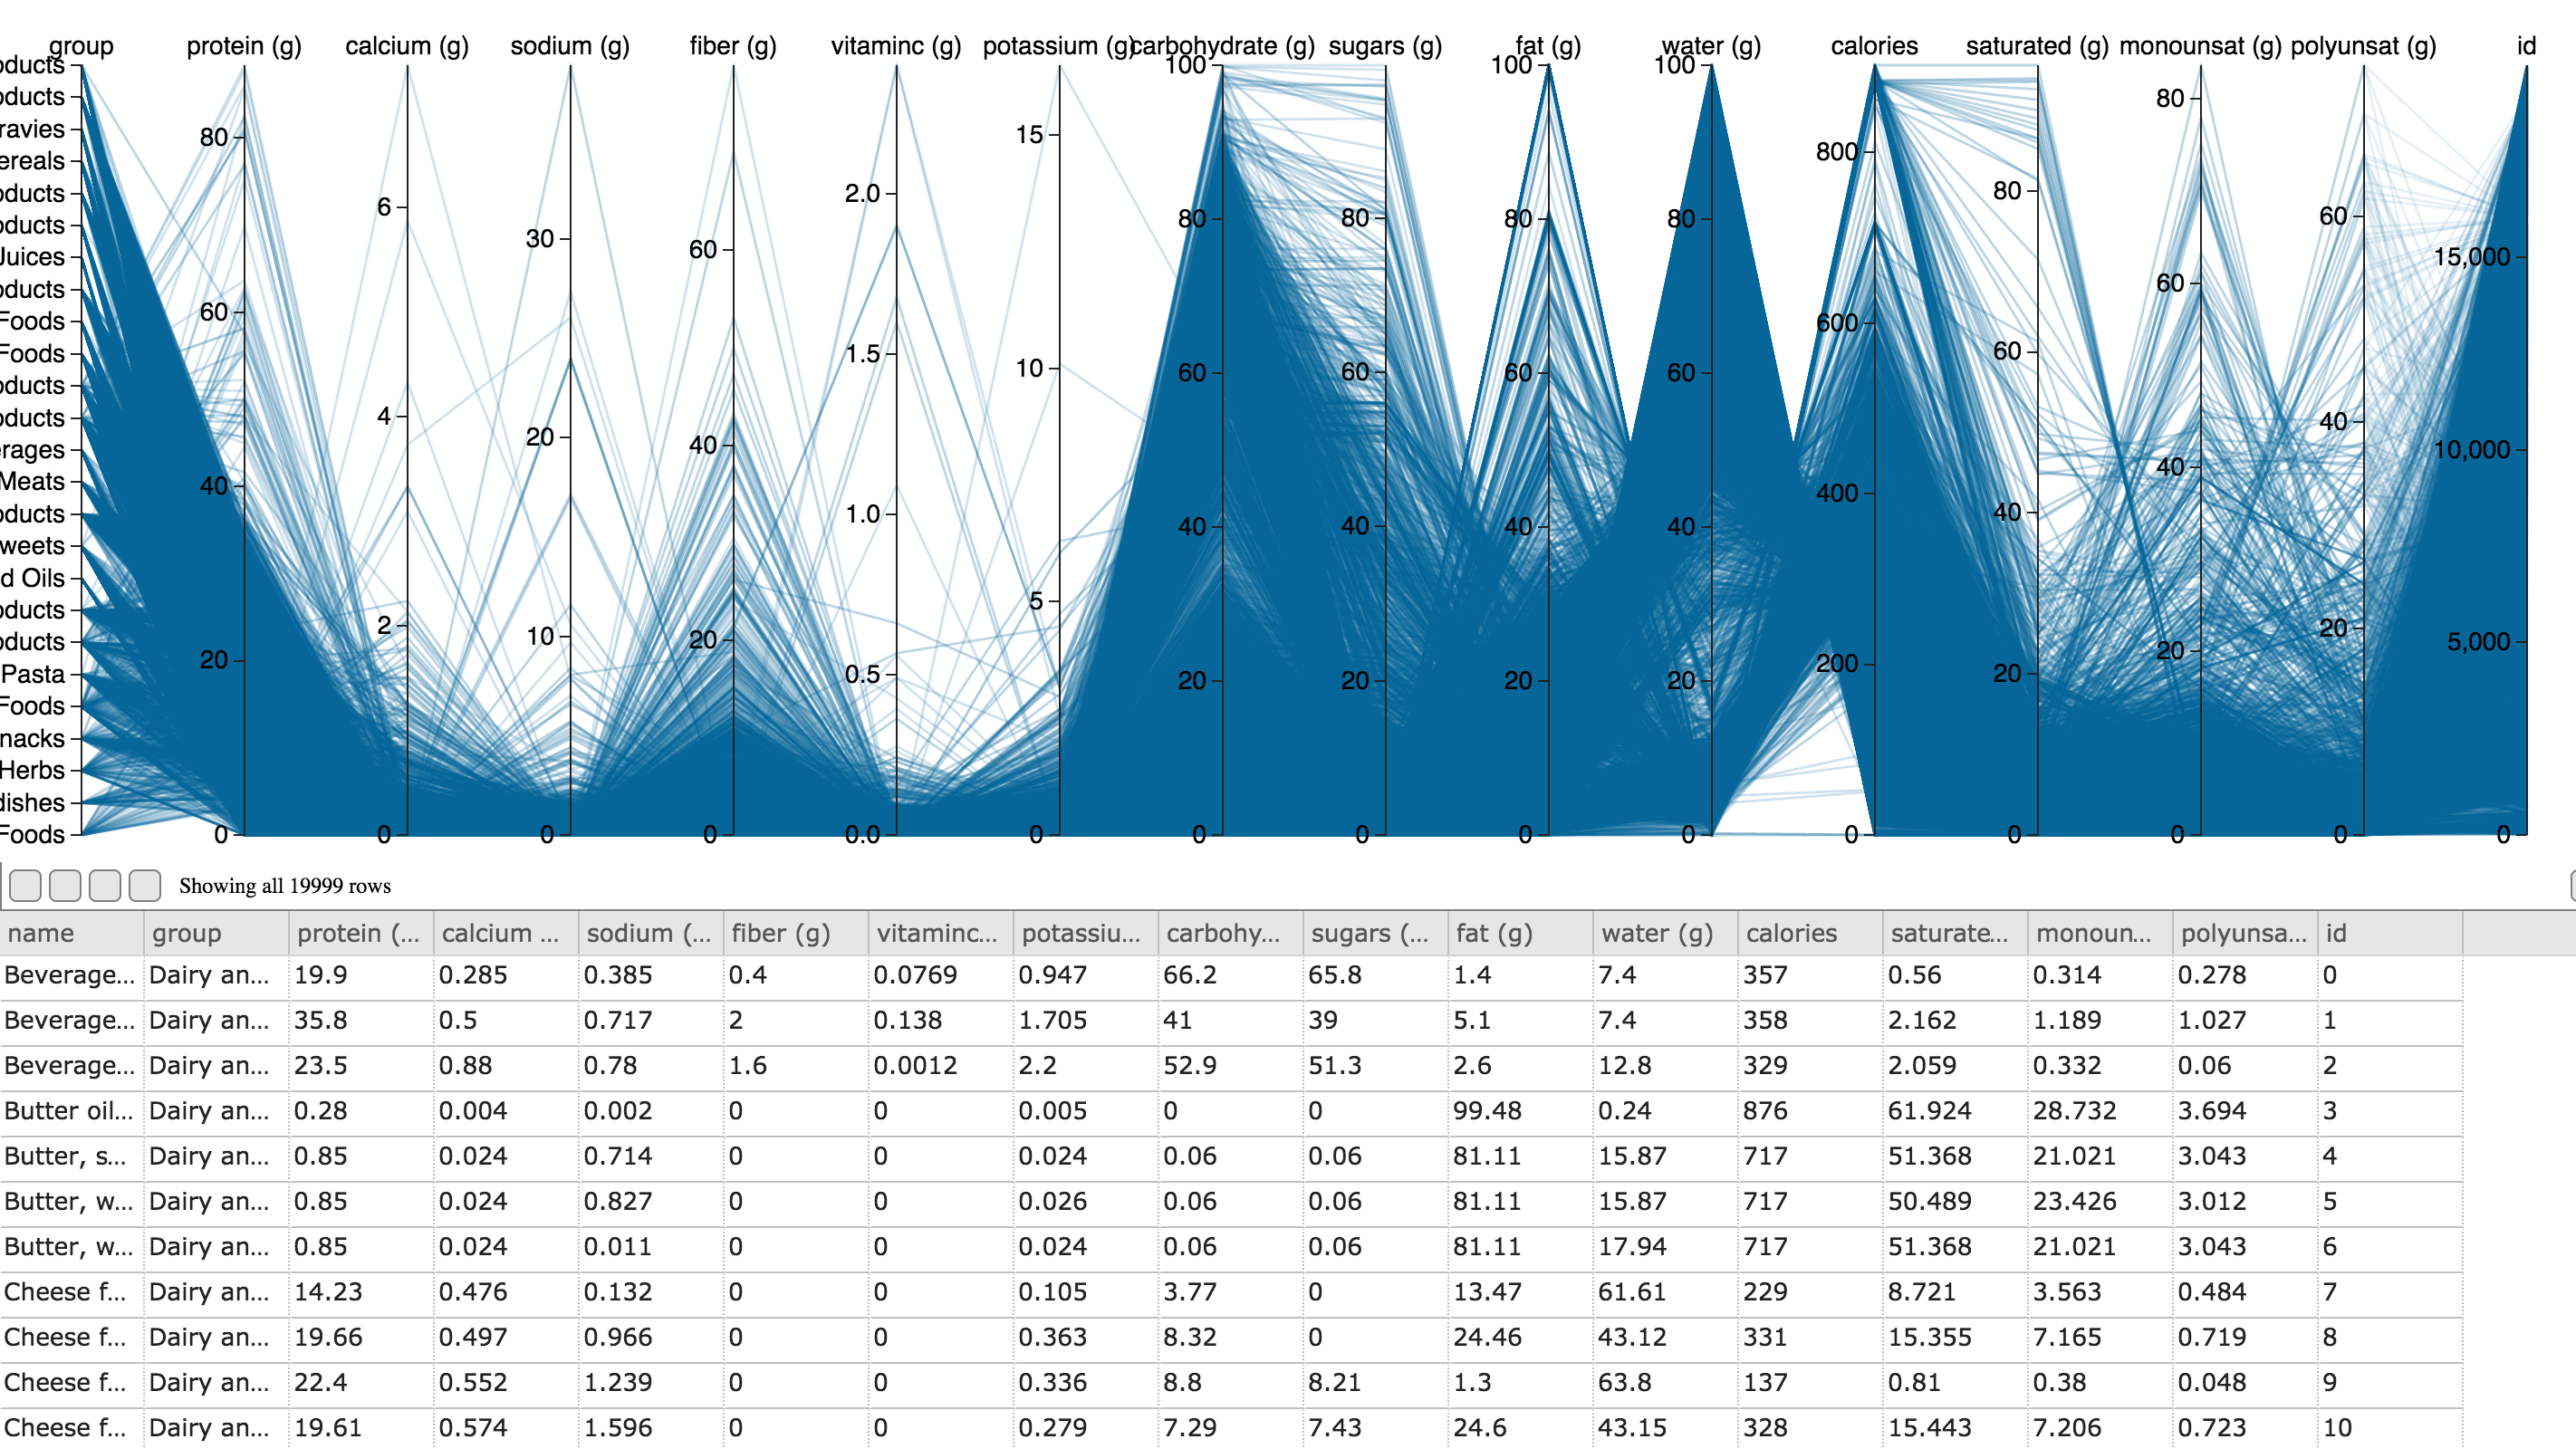 group protein (g) calcium (g) sodium (g) fiber (g) vitaminc (g) potassium (g) carbohydrate (g) sugars (g) fat (g) water (g) calories saturated (g) monounsat (g) polyunsat (g) id
oducts
oducts
ravies
ereals
oducts
oducts
Juices
oducts
Foods
Foods
oducts
oducts
erages
Meats
oducts
weets
d Oils
oducts
oducts
Pasta
Foods
nacks
Herbs
dishes
Foods
80
60
40
20
0
6
4
2
0
30
20
10
0
60
40
20
0
2.0
1.5
1.0
0.5
0.0
15
10
5
0
100
80
60
40
20
0
80
60
40
20
0
100
80
60
40
20
0
100
80
60
40
20
0
800
600
400
200
0
80
60
40
20
0
80
60
40
20
0
60
40
20
0
15,000
10,000
5,000
0
Showing all 19999 rows
name group protein (... calcium ... sodium (... fiber (g) vitaminc... potassiu... carbohy... sugars (... fat (g) water (g) calories saturate... monoun... polyunsa... id
Beverage... Dairy an... 19.9 0.285 0.385 0.4 0.0769 0.947 66.2 65.8 1.4 7.4 357 0.56 0.314 0.278 0
Beverage... Dairy an... 35.8 0.5 0.717 2 0.138 1.705 41 39 5.1 7.4 358 2.162 1.189 1.027 1
Beverage... Dairy an... 23.5 0.88 0.78 1.6 0.0012 2.2 52.9 51.3 2.6 12.8 329 2.059 0.332 0.06 2
Butter oil... Dairy an... 0.28 0.004 0.002 0 0 0.005 0 0 99.48 0.24 876 61.924 28.732 3.694 3
Butter, s... Dairy an... 0.85 0.024 0.714 0 0 0.024 0.06 0.06 81.11 15.87 717 51.368 21.021 3.043 4
Butter, w... Dairy an... 0.85 0.024 0.827 0 0 0.026 0.06 0.06 81.11 15.87 717 50.489 23.426 3.012 5
Butter, w... Dairy an... 0.85 0.024 0.011 0 0 0.024 0.06 0.06 81.11 17.94 717 51.368 21.021 3.043 6
Cheese f... Dairy an... 14.23 0.476 0.132 0 0 0.105 3.77 0 13.47 61.61 229 8.721 3.563 0.484 7
Cheese f... Dairy an... 19.66 0.497 0.966 0 0 0.363 8.32 0 24.46 43.12 331 15.355 7.165 0.719 8
Cheese f... Dairy an... 22.4 0.552 1.239 0 0 0.336 8.8 8.21 1.3 63.8 137 0.81 0.38 0.048 9
Cheese f... Dairy an... 19.61 0.574 1.596 0 0 0.279 7.29 7.43 24.6 43.15 328 15.443 7.206 0.723 10